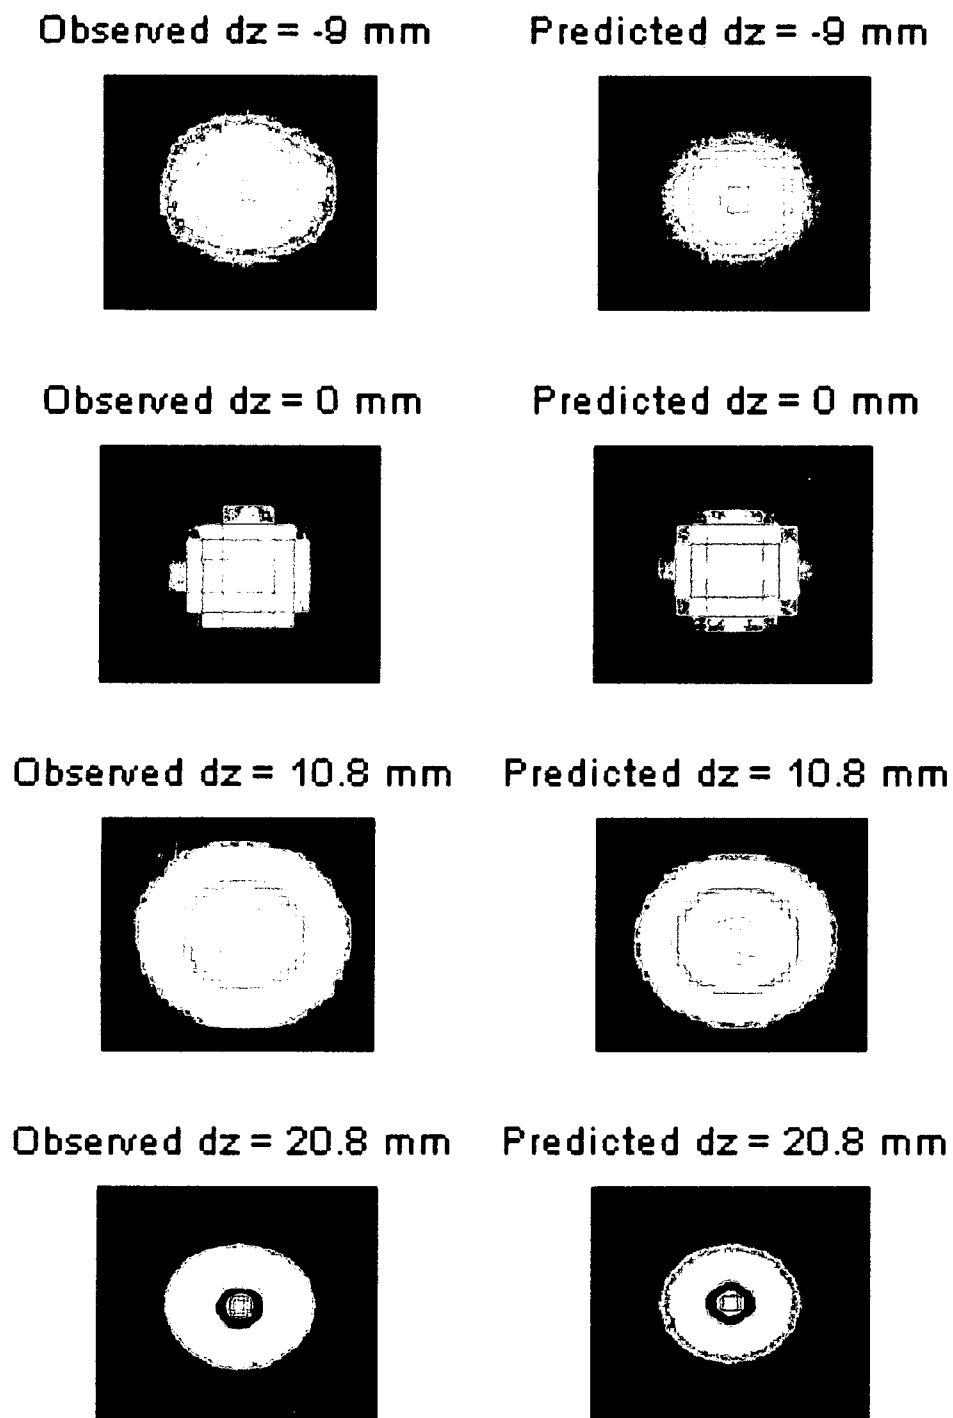 Observed dz = -9 mm
Predicted dz = -9 mm
Observed dz = 0 mm
Predicted dz = 0 mm
Observed dz = 10.8 mm
Predicted dz = 10.8 mm
Observed dz = 20.8 mm
Predicted dz = 20.8 mm